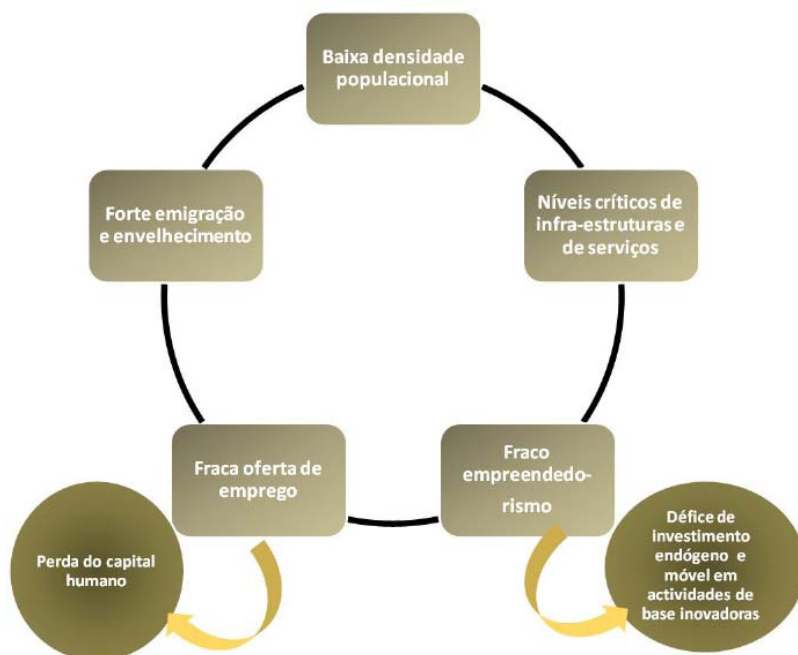 Baixa densidade
populacional
Forte emigração
e envelhecimento
Níveis críticos de
infra-estruturas e
de serviços
Fraca oferta de
emprego
Fraco
empreendedo-
rismo
Perda do capital
humano
Défice de
investimento
endógeno e
móvel em
actividades de
base inovadoras